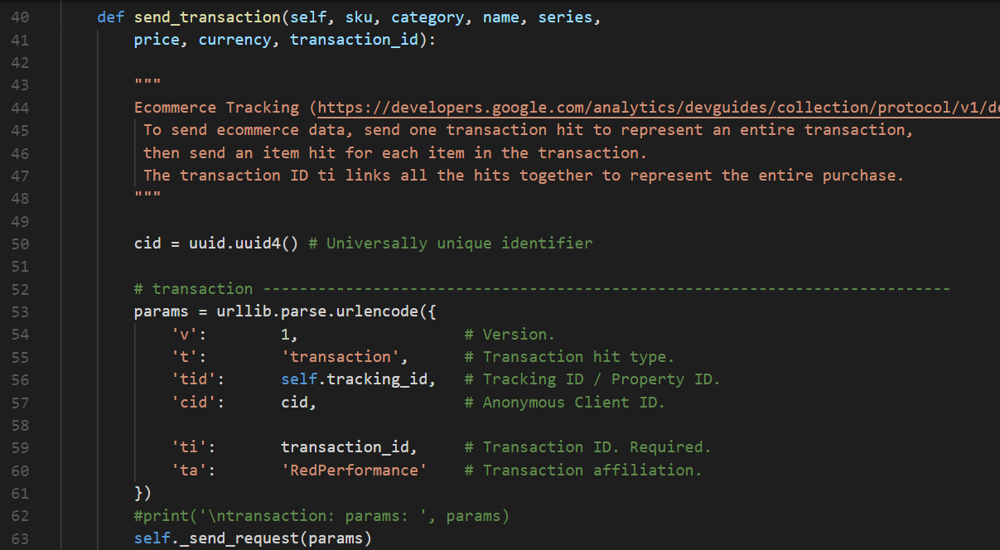 40 def send_transaction(self, sku, category, name, series,
41 price, currency, transaction_id):
42
43 """
44 Ecommerce Tracking (https://developers.google.com/analytics/devguides/collection/protocol/v1/de
45 To send ecommerce data, send one transaction hit to represent an entire transaction,
46 then send an item hit for each item in the transaction.
47 The transaction ID ti links all the hits together to represent the entire purchase.
48 """
49
50 cid = uuid.uuid4() # Universally unique identifier
51
52 # transaction ---------------------------------------------------------------------------
53 params = urllib.parse.urlencode({
54 'v': 1, # Version.
55 't': 'transaction', # Transaction hit type.
56 'tid': self.tracking_id, # Tracking ID / Property ID.
57 'cid': cid, # Anonymous Client ID.
58
59 'ti': transaction_id, # Transaction ID. Required.
60 'ta': 'RedPerformance' # Transaction affiliation.
61 })
62 #print('\ntransaction: params: ', params)
63 self._send_request(params)